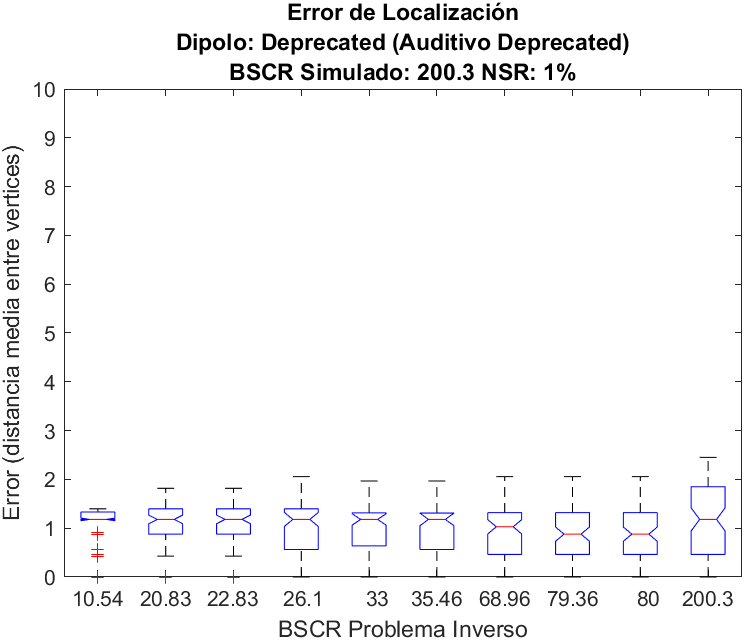 Error de Localización
Dipolo: Deprecated (Auditivo Deprecated)
BSCR Simulado: 200.3 NSR: 1%
10
9
8
7
6
5
4
3
2
1
0
Error (distancia media entre vertices)
10.54 20.83 22.83 26.1 33 35.46 68.96 79.36 80 200.3
BSCR Problema Inverso